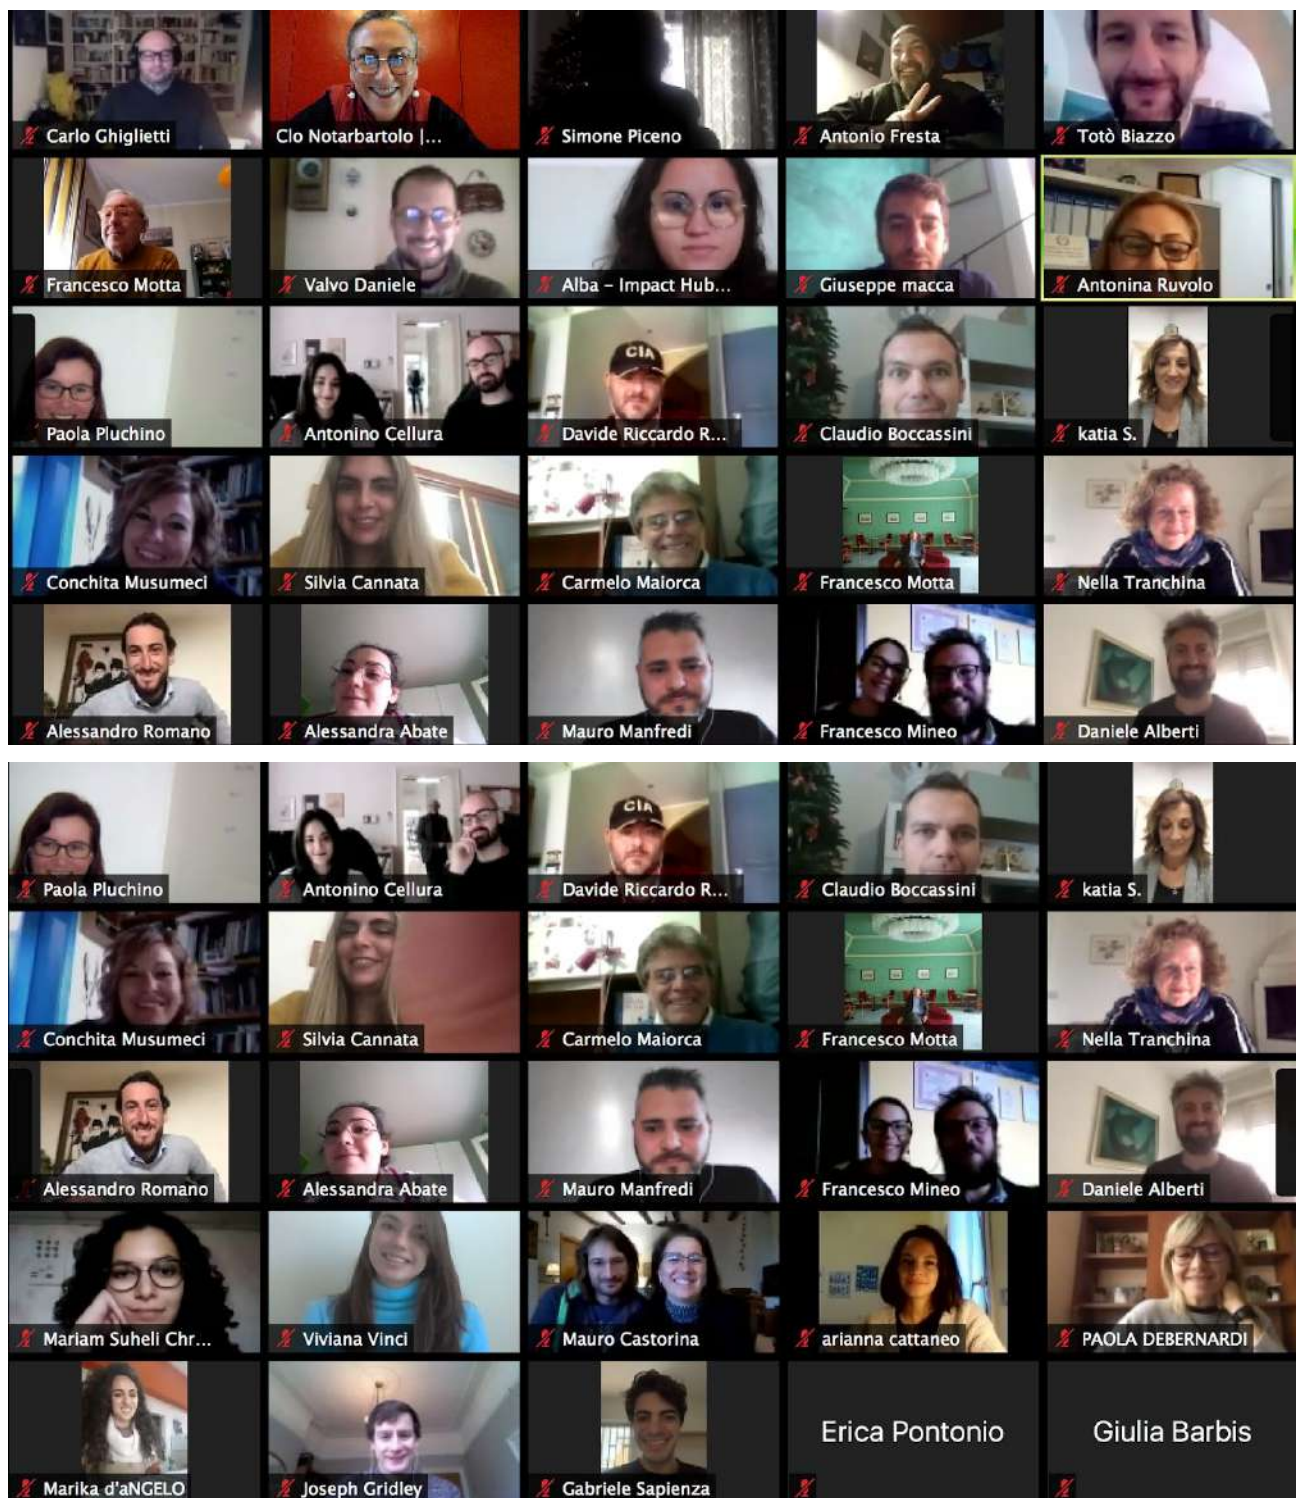 Carlo Ghiglietti
Clo Notarbartolo |...
Simone Piceno
Antonio Fresta
Totò Biazzo
Francesco Motta
Valvo Daniele
Alba – Impact Hub...
Giuseppe macca
Antonina Ruvolo
Paola Pluchino
Antonino Cellura
CIA
Davide Riccardo R...
Claudio Boccassini
katia S.
Conchita Musumeci
Silvia Cannata
Carmelo Maiorca
Francesco Motta
Nella Tranchina
Alessandro Romano
Alessandra Abate
Mauro Manfredi
Francesco Mineo
Daniele Alberti
Paola Pluchino
Antonino Cellura
CIA
Davide Riccardo R...
Claudio Boccassini
katia S.
Conchita Musumeci
Silvia Cannata
Carmelo Maiorca
Francesco Motta
Nella Tranchina
Alessandro Romano
Alessandra Abate
Mauro Manfredi
Francesco Mineo
Daniele Alberti
Mariam Suheli Chr...
Viviana Vinci
Mauro Castorina
arianna cattaneo
PAOLA DEBERNARDI
Marika d'aNGELO
Joseph Gridley
Gabriele Sapienza
Erica Pontonio
Giulia Barbis